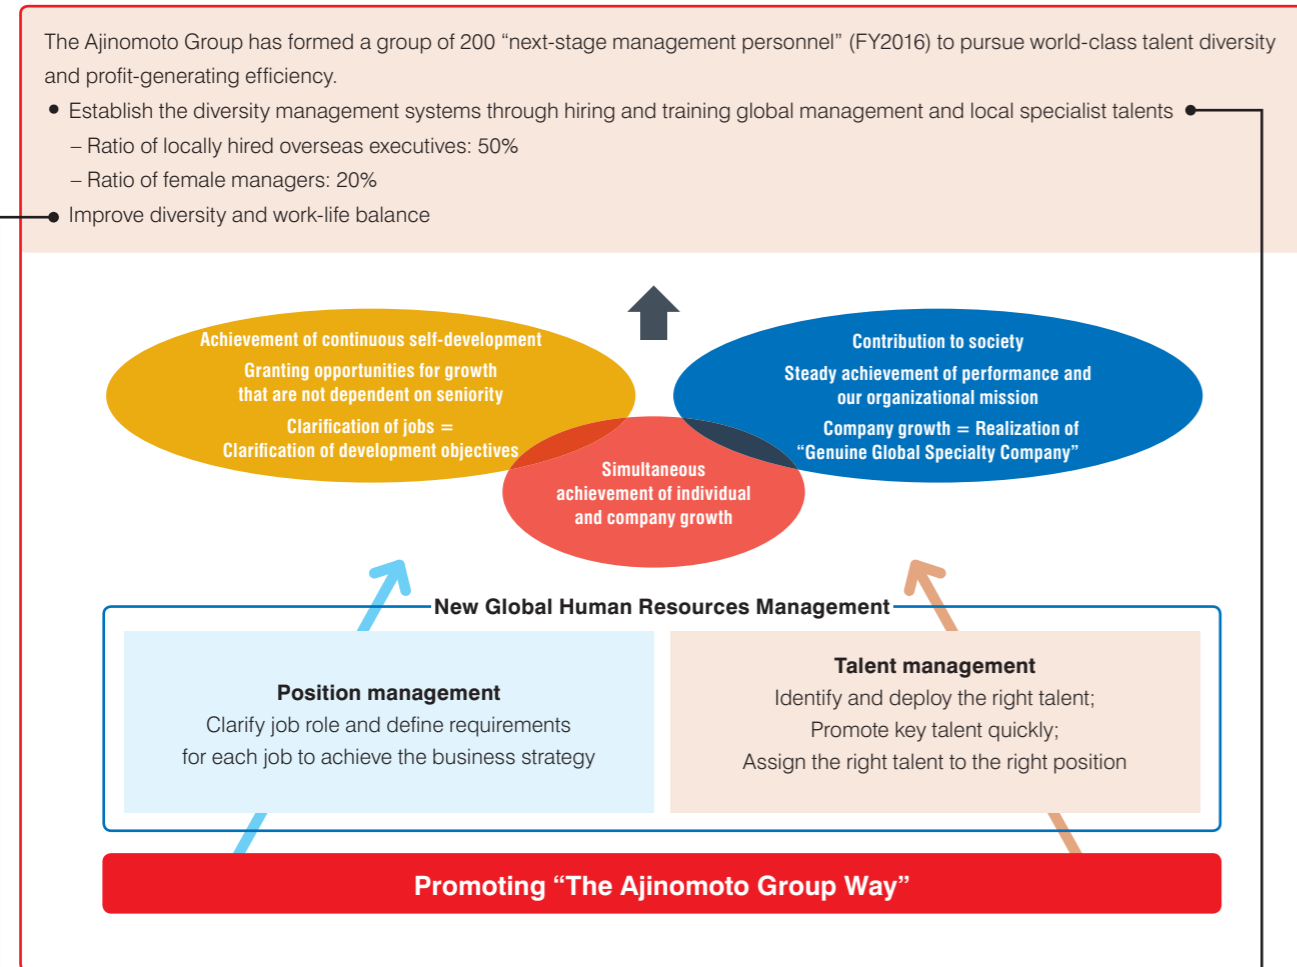 The Ajinomoto Group has formed a group of 200 “next-stage management personnel” (FY2016) to pursue world-class talent diversity
and profit-generating efficiency.
• Establish the diversity management systems through hiring and training global management and local specialist talents
– Ratio of locally hired overseas executives: 50%
– Ratio of female managers: 20%
• Improve diversity and work-life balance
Achievement of continuous self-development
Granting opportunities for growth
that are not dependent on seniority
Clarification of jobs =
Clarification of development objectives
Contribution to society
Steady achievement of performance and
our organizational mission
Company growth = Realization of
“Genuine Global Specialty Company”
Simultaneous
achievement of individual
and company growth
New Global Human Resources Management
Position management
Clarify job role and define requirements
for each job to achieve the business strategy
Talent management
Identify and deploy the right talent;
Promote key talent quickly;
Assign the right talent to the right position
Promoting “The Ajinomoto Group Way”